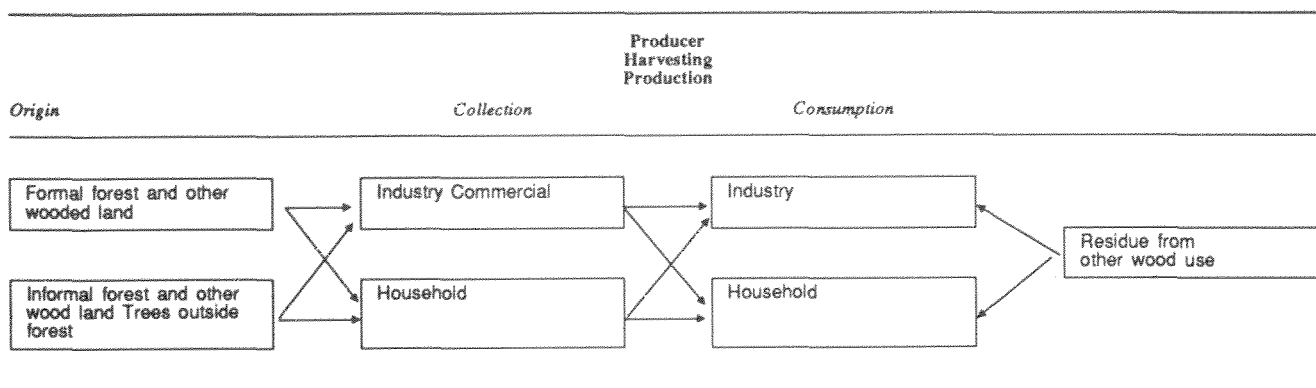 Producer
Harvesting
Production
Origin
Collection
Consumption
Formal forest and other
wooded land
Industry Commercial
Industry
Residue from
other wood use
Informal forest and other
wood land Trees outside
forest
Household
Household